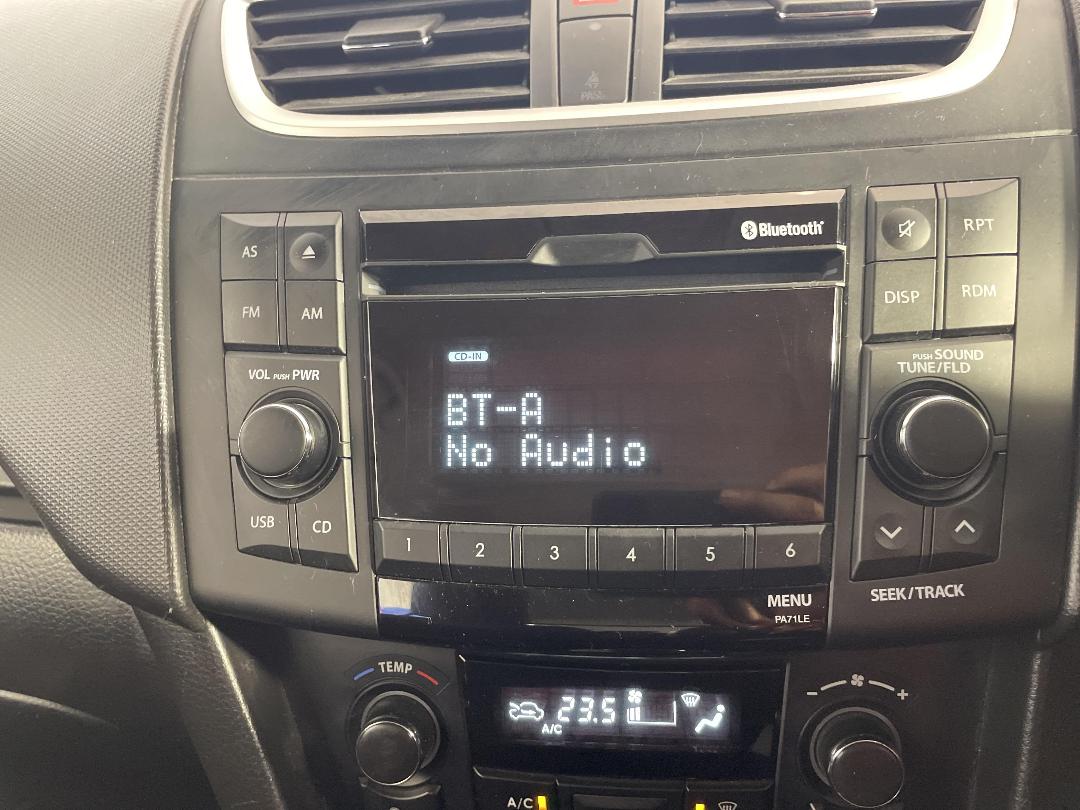 PASS
Bluetooth
AS
RPT
FM
AM
DISP
RDM
VOL PUSH PWR
PUSH SOUND
TUNE/FLD
CD-IN
BT-A
No Audio
USB
CD
1
2
3
4
5
6
SEEK/TRACK
MENU
PA71LE
TEMP
- +
23.5
A/C
A/C